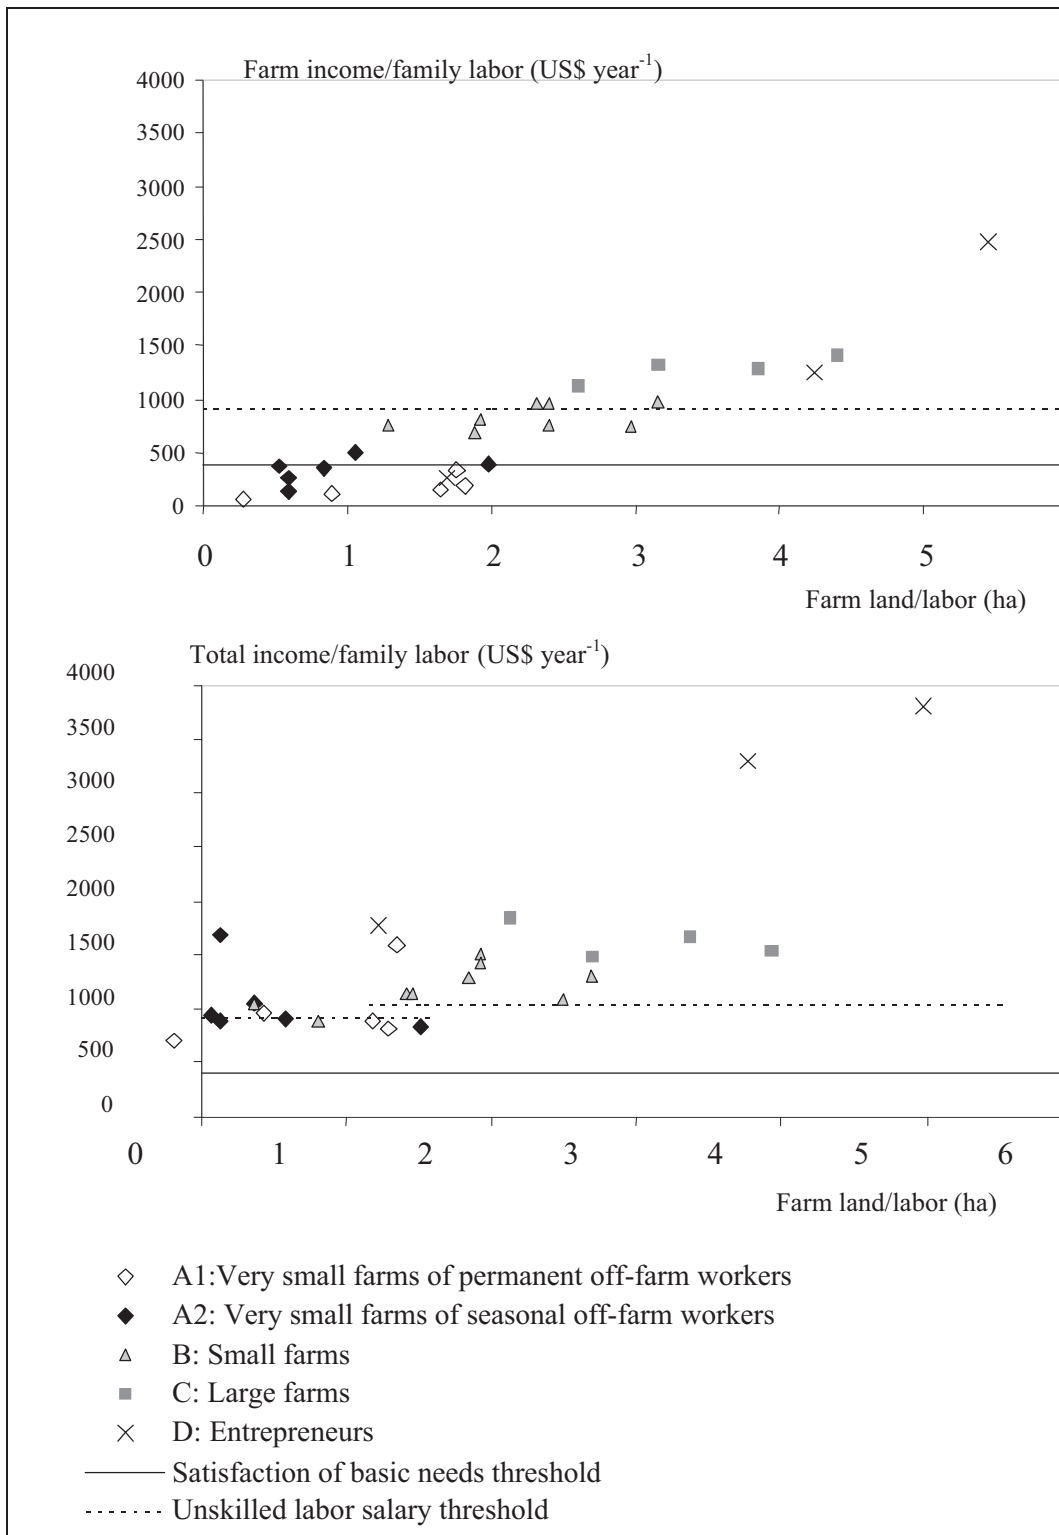 Farm income/family labor (US$ year-1)
4000
3500
3000
2500
2000
1500
1000
500
0
0 1 2 3 4 5
Farm land/labor (ha)
Total income/family labor (US$ year-1)
4000
3500
3000
2500
2000
1500
1000
500
0
0 1 2 3 4 5 6
Farm land/labor (ha)
A1:Very small farms of permanent off-farm workers
A2: Very small farms of seasonal off-farm workers
B: Small farms
C: Large farms
D: Entrepreneurs
Satisfaction of basic needs threshold
Unskilled labor salary threshold